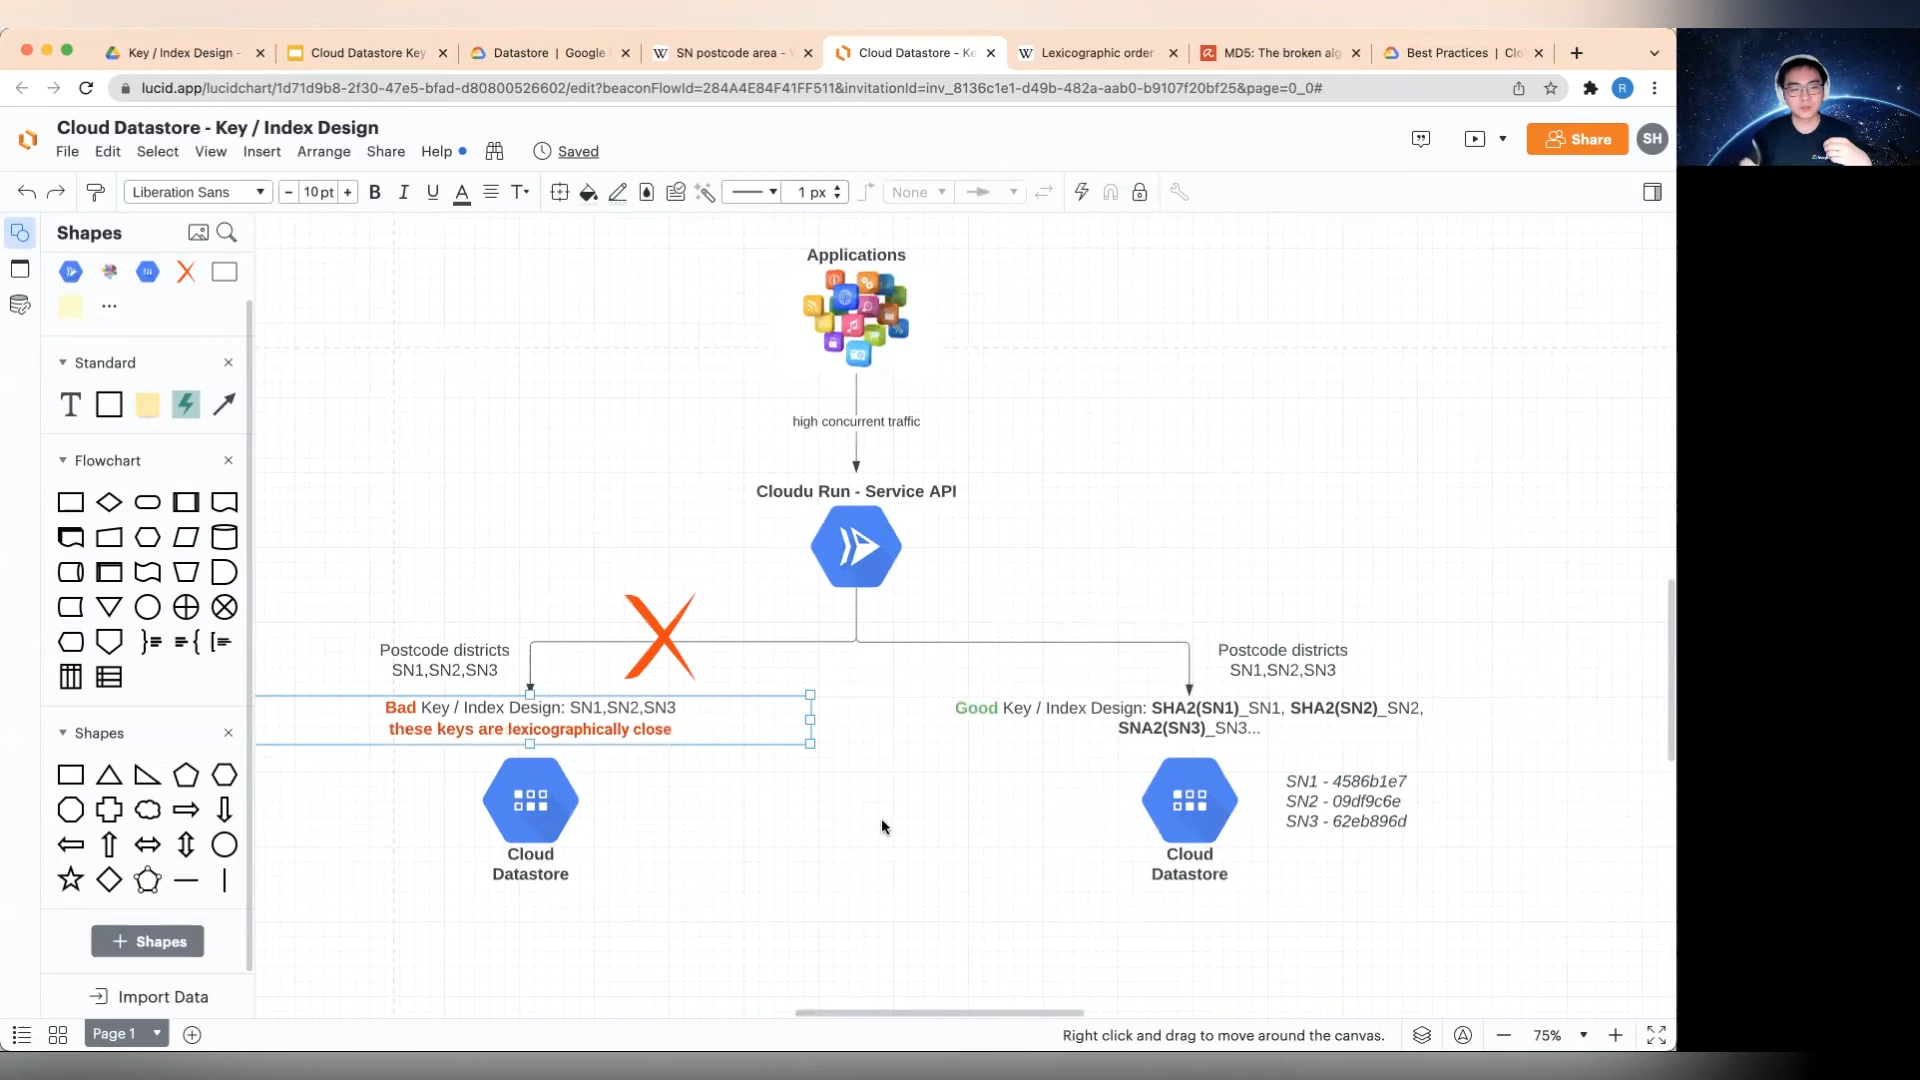 Key / Index Design -
Cloud Datastore Key
Datastore | Google
SN postcode area -
Cloud Datastore - Ke
Lexicographic order
MD5: The broken alg
Best Practices | Clo
lucid.app/lucidchart/1d71d9b8-2f30-47e5-bfad-d80800526602/edit?beaconFlowId=284A4E84F41FF511&invitationId=inv_8136c1e1-d49b-482a-aab0-b9107f20bf25&page=0_0#
R
Cloud Datastore - Key / Index Design
File Edit Select View Insert Arrange Share Help Saved
Share
SH
Liberation Sans
10 pt
B I U A T
1 px
None
Shapes
Standard
T
Flowchart
Shapes
+ Shapes
Import Data
Applications
high concurrent traffic
Cloudu Run - Service API
Postcode districts
SN1,SN2,SN3
Postcode districts
SN1,SN2,SN3
Bad Key / Index Design: SN1,SN2,SN3
these keys are lexicographically close
Good Key / Index Design: SHA2(SN1)_SN1, SHA2(SN2)_SN2,
SNA2(SN3)_SN3...
SN1 - 4586b1e7
SN2 - 09df9c6e
SN3 - 62eb896d
Cloud
Datastore
Cloud
Datastore
Page 1
Right click and drag to move around the canvas.
75%